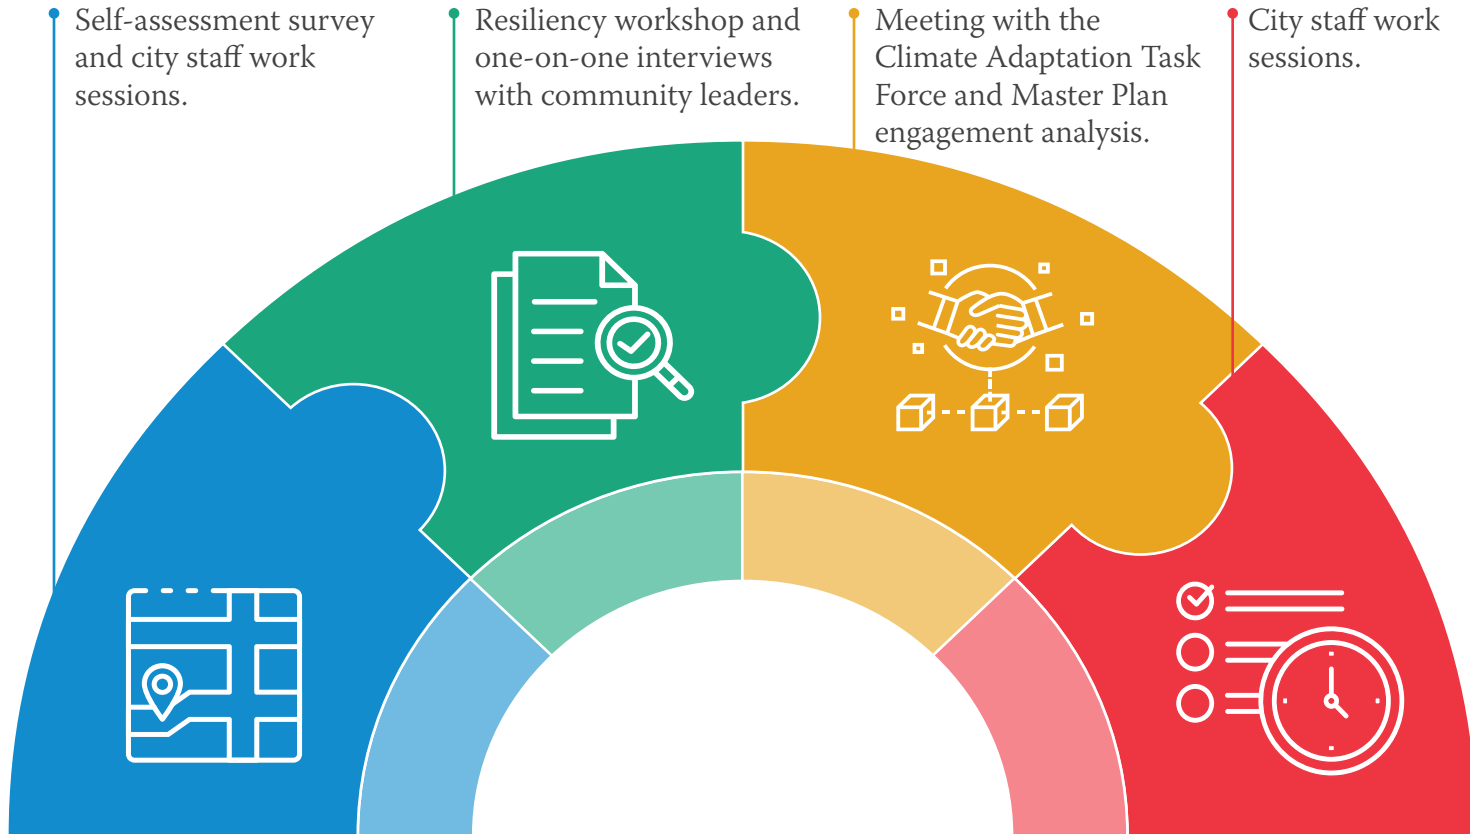 Self-assessment survey
and city staff work
sessions.
Resiliency workshop and
one-on-one interviews
with community leaders.
Meeting with the
Climate Adaptation Task
Force and Master Plan
engagement analysis.
City staff work
sessions.